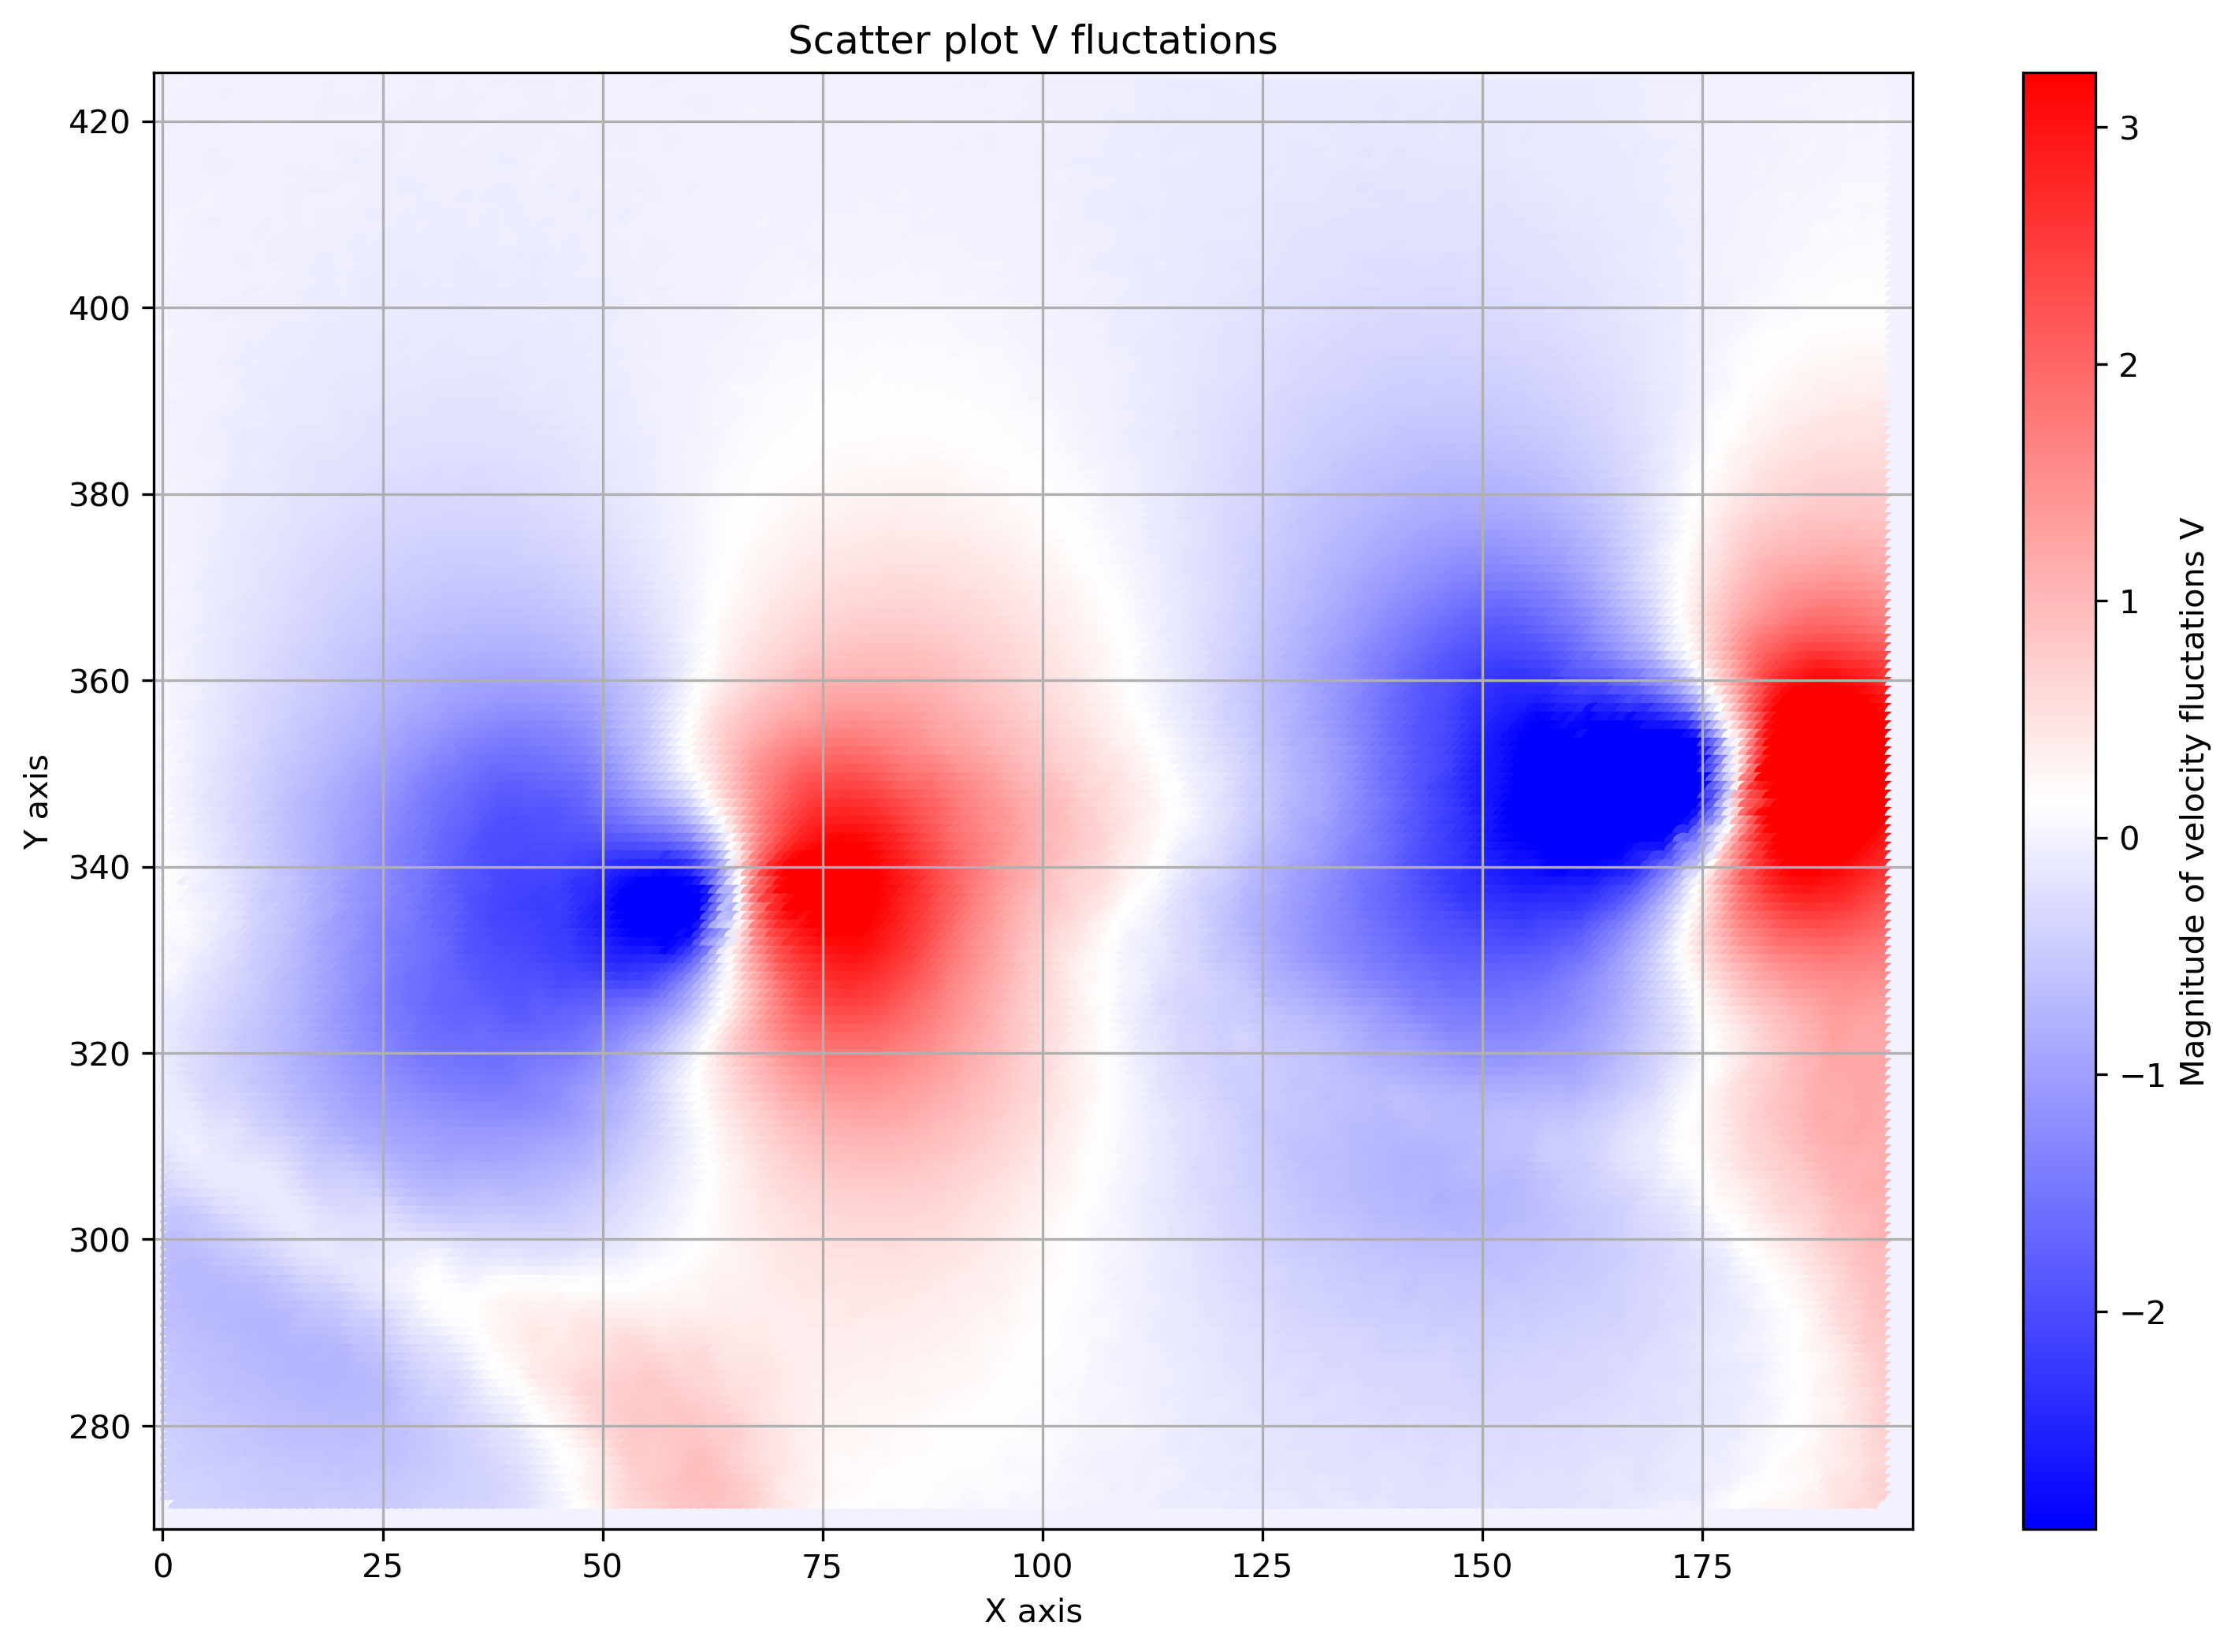 Scatter plot V fluctations
420
400
380
360
340
320
300
280
Y axis
0 25 50 75 100 125 150 175
X axis
3
2
1
0
−1
−2
Magnitude of velocity fluctations V